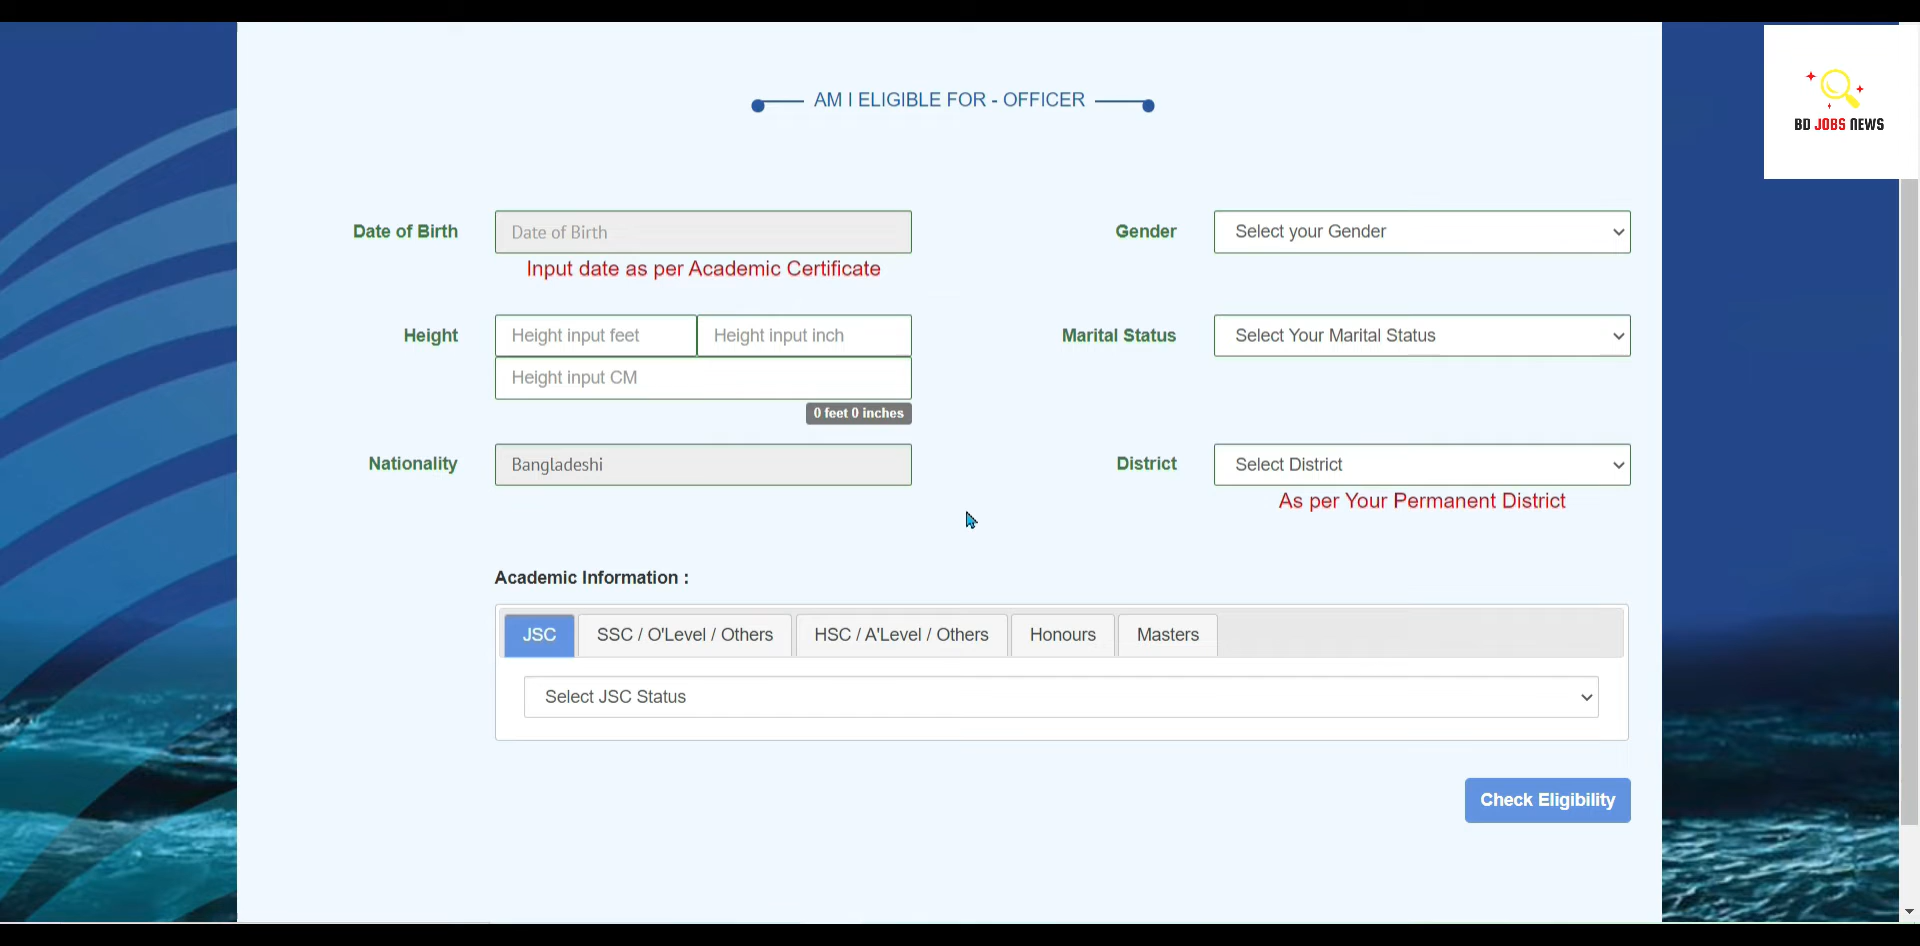 AM I ELIGIBLE FOR - OFFICER
BD JOBS NEWS
Date of Birth
Date of Birth
Input date as per Academic Certificate
Gender
Select your Gender
Height
Height input feet
Height input inch
Height input CM
0 feet 0 inches
Marital Status
Select Your Marital Status
Nationality
Bangladeshi
District
Select District
As per Your Permanent District
Academic Information :
JSC
SSC / O'Level / Others
HSC / A'Level / Others
Honours
Masters
Select JSC Status
Check Eligibility